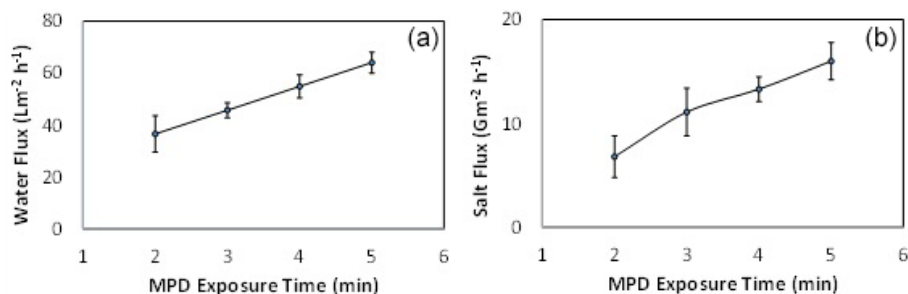 (a)
80
60
40
20
0
Water Flux (Lm⁻² h⁻¹)
1 2 3 4 5 6
MPD Exposure Time (min)
(b)
20
10
0
Salt Flux (Gm⁻² h⁻¹)
1 2 3 4 5 6
MPD Exposure Time (min)